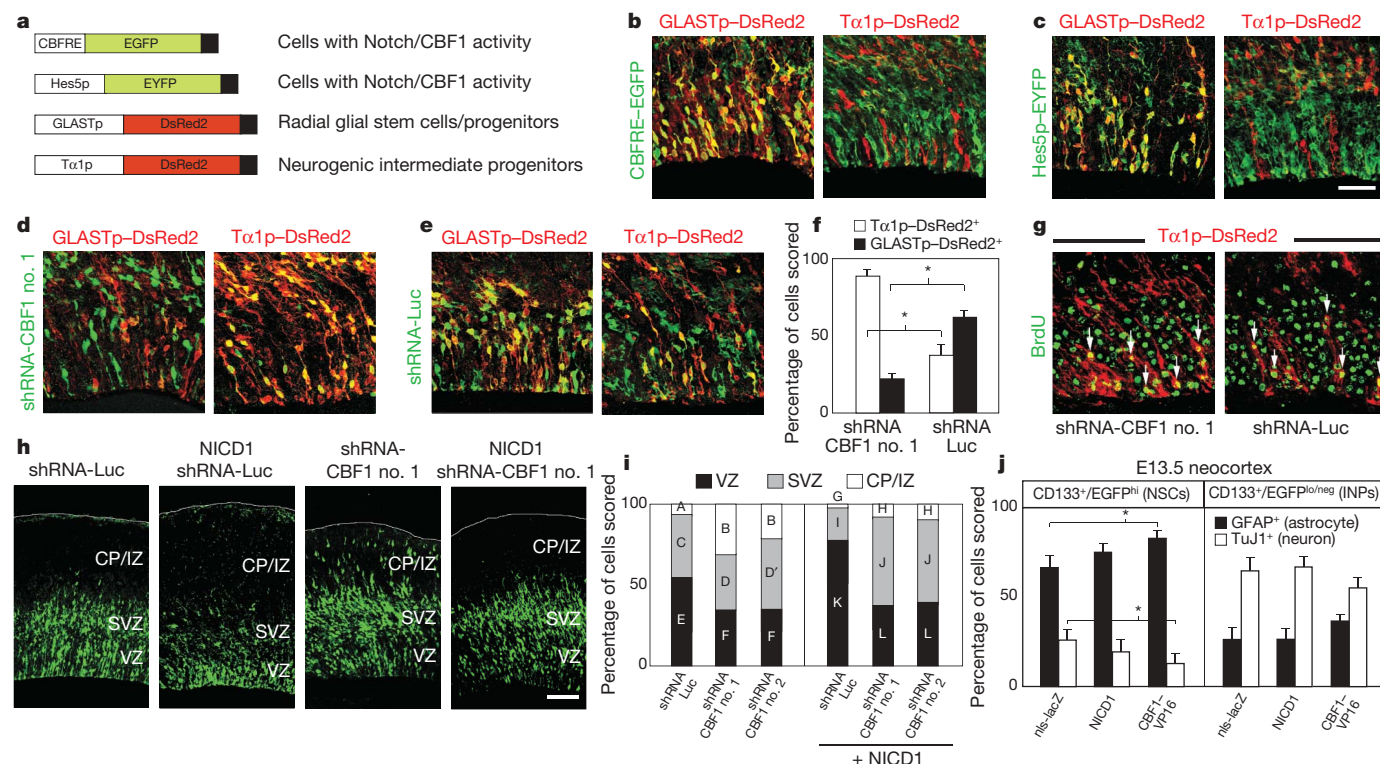 a
CBFRE EGFP Cells with Notch/CBF1 activity
Hes5p EYFP Cells with Notch/CBF1 activity
GLASTp DsRed2 Radial glial stem cells/progenitors
Tα1p DsRed2 Neurogenic intermediate progenitors
b
GLASTp–DsRed2 Tα1p–DsRed2
CBFRE–EGFP
c
GLASTp–DsRed2 Tα1p–DsRed2
Hes5p–EYFP
d
GLASTp–DsRed2 Tα1p–DsRed2
shRNA-CBF1 no. 1
e
GLASTp–DsRed2 Tα1p–DsRed2
shRNA-Luc
f
Tα1p–DsRed2⁺
GLASTp–DsRed2⁺
Percentage of cells scored
100
50
0
* *
shRNA CBF1 no. 1
shRNA Luc
g
Tα1p–DsRed2
BrdU
shRNA-CBF1 no. 1 shRNA-Luc
h
shRNA-Luc
NICD1 shRNA-Luc
shRNA-CBF1 no. 1
NICD1 shRNA-CBF1 no. 1
CP/IZ CP/IZ CP/IZ CP/IZ
SVZ SVZ SVZ SVZ
VZ VZ VZ VZ
i
VZ SVZ CP/IZ
Percentage of cells scored
100
50
0
A C E
B D F
B D′ F
G I K
H J L
H J L
shRNA Luc
shRNA CBF1 no. 1
shRNA CBF1 no. 2
shRNA Luc
shRNA CBF1 no. 1
shRNA CBF1 no. 2
+ NICD1
j
E13.5 neocortex
CD133⁺/EGFPʰⁱ (NSCs) CD133⁺/EGFPˡᵒ/ⁿᵉᵍ (INPs)
GFAP⁺ (astrocyte)
TuJ1⁺ (neuron)
Percentage of cells scored
100
50
0
* *
nls-lacZ
NICD1
CBF1–VP16
nls-lacZ
NICD1
CBF1–VP16